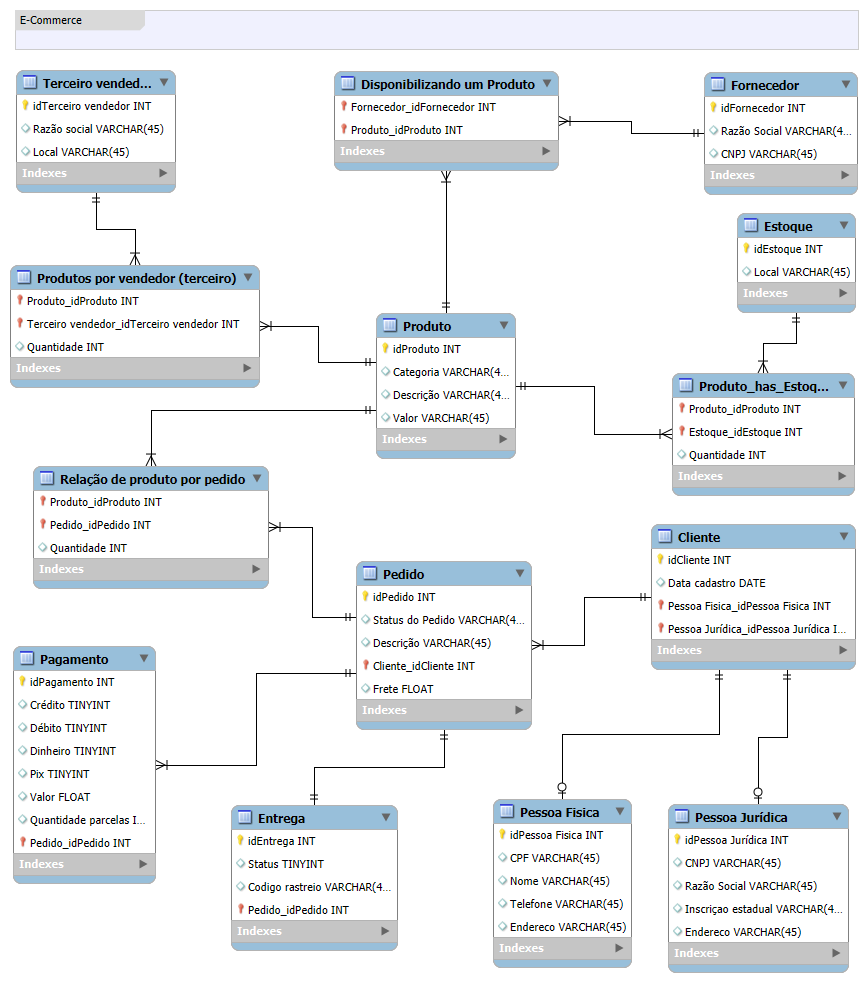 E-Commerce
Terceiro vended...
idTerceiro vendedor INT
Razão social VARCHAR(45)
Local VARCHAR(45)
Indexes
Disponibilizando um Produto
Fornecedor_idFornecedor INT
Produto_idProduto INT
Indexes
Fornecedor
idFornecedor INT
Razão Social VARCHAR(4...
CNPJ VARCHAR(45)
Indexes
Estoque
idEstoque INT
Local VARCHAR(45)
Indexes
Produtos por vendedor (terceiro)
Produto_idProduto INT
Terceiro vendedor_idTerceiro vendedor INT
Quantidade INT
Indexes
Produto
idProduto INT
Categoria VARCHAR(4...
Descrição VARCHAR(4...
Valor VARCHAR(45)
Indexes
Produto_has_Estoq...
Produto_idProduto INT
Estoque_idEstoque INT
Quantidade INT
Indexes
Relação de produto por pedido
Produto_idProduto INT
Pedido_idPedido INT
Quantidade INT
Indexes
Pedido
idPedido INT
Status do Pedido VARCHAR(4...
Descrição VARCHAR(45)
Cliente_idCliente INT
Frete FLOAT
Indexes
Cliente
idCliente INT
Data cadastro DATE
Pessoa Fisica_idPessoa Fisica INT
Pessoa Jurídica_idPessoa Jurídica I...
Indexes
Pagamento
idPagamento INT
Crédito TINYINT
Débito TINYINT
Dinheiro TINYINT
Pix TINYINT
Valor FLOAT
Quantidade parcelas I...
Pedido_idPedido INT
Indexes
Entrega
idEntrega INT
Status TINYINT
Codigo rastreio VARCHAR(4...
Pedido_idPedido INT
Indexes
Pessoa Fisica
idPessoa Fisica INT
CPF VARCHAR(45)
Nome VARCHAR(45)
Telefone VARCHAR(45)
Endereco VARCHAR(45)
Indexes
Pessoa Jurídica
idPessoa Jurídica INT
CNPJ VARCHAR(45)
Razão Social VARCHAR(45)
Inscriçao estadual VARCHAR(4...
Endereco VARCHAR(45)
Indexes